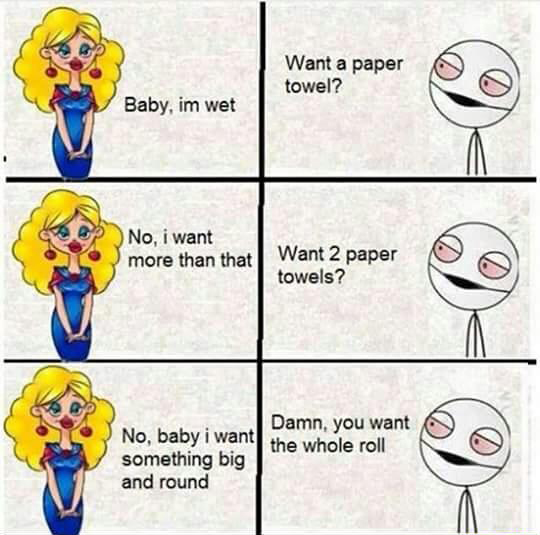 Baby, im wet
Want a paper
towel?
No, i want
more than that
Want 2 paper
towels?
No, baby i want
something big
and round
Damn, you want
the whole roll